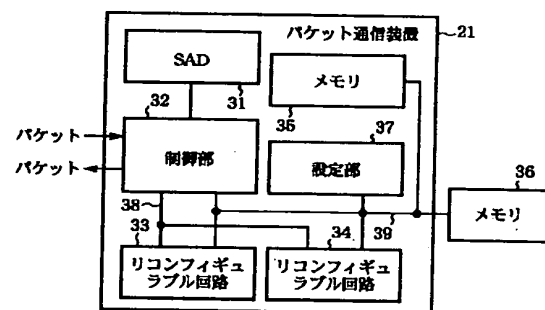 パケット通信装置
21
SAD
メモリ
32
31
35
37
パケット
パケット
制御部
設定部
36
メモリ
38
33
34
39
リコンフィギュ
ラブル回路
リコンフィギュ
ラブル回路